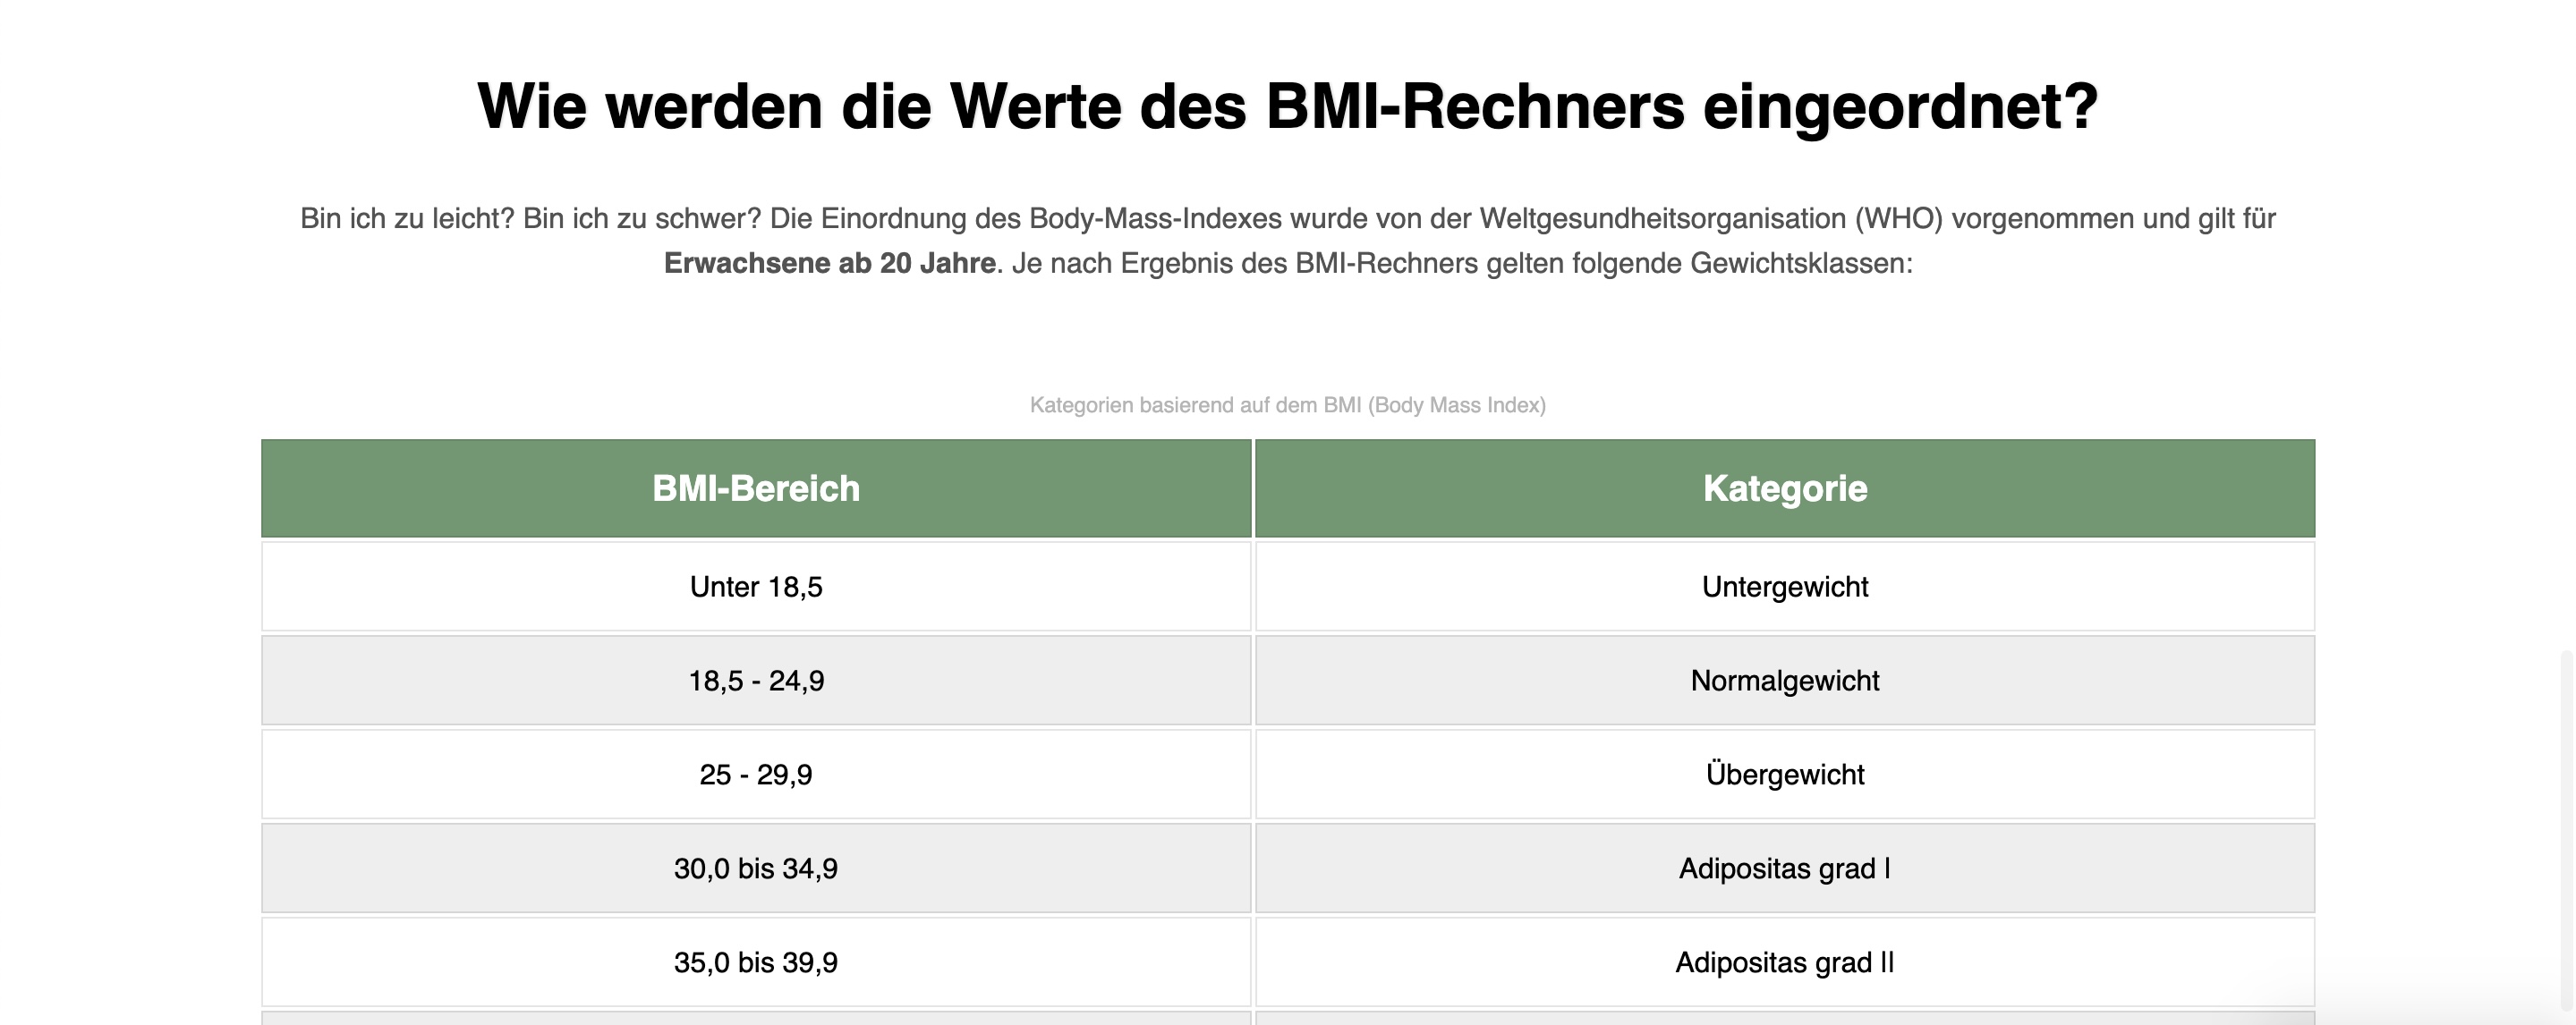 Wie werden die Werte des BMI-Rechners eingeordnet?
Bin ich zu leicht? Bin ich zu schwer? Die Einordnung des Body-Mass-Indexes wurde von der Weltgesundheitsorganisation (WHO) vorgenommen und gilt für
Erwachsene ab 20 Jahre. Je nach Ergebnis des BMI-Rechners gelten folgende Gewichtsklassen:
Kategorien basierend auf dem BMI (Body Mass Index)
BMI-Bereich Kategorie
Unter 18,5 Untergewicht
18,5 - 24,9 Normalgewicht
25 - 29,9 Übergewicht
30,0 bis 34,9 Adipositas grad I
35,0 bis 39,9 Adipositas grad II